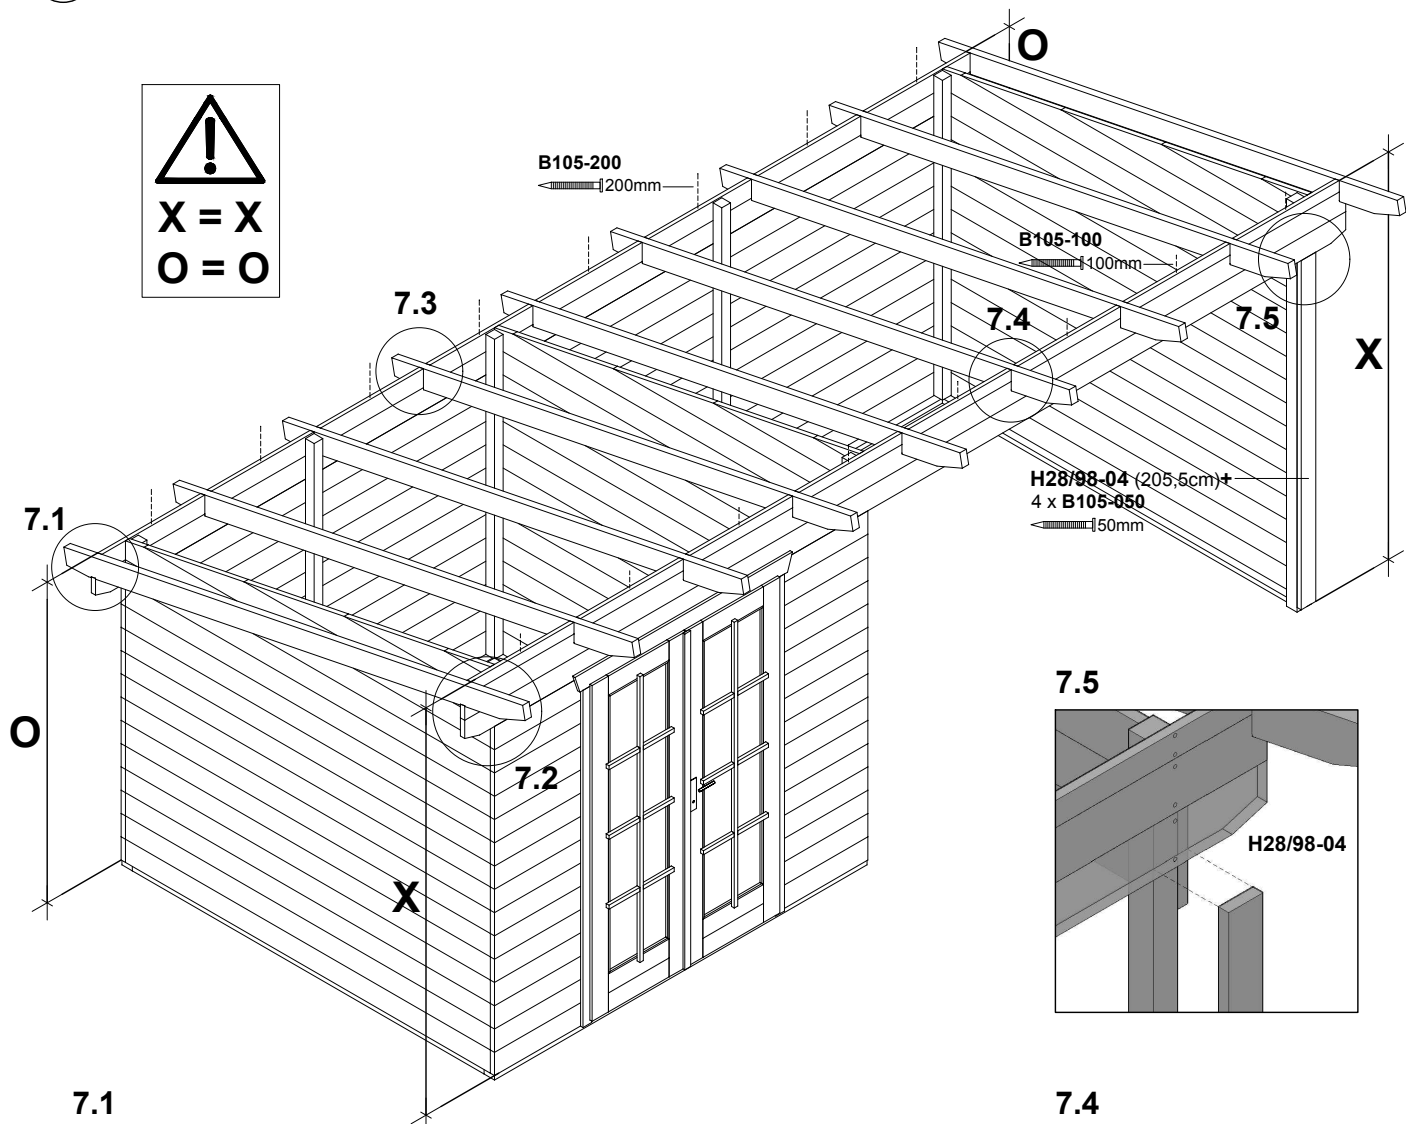 O
X = X
O = O
B105-200
200mm
B105-100
100mm
7.3
7.4
7.5
X
H28/98-04 (205,5cm)+
4 x B105-050
50mm
7.1
O
7.2
X
7.5
H28/98-04
7.1
7.4